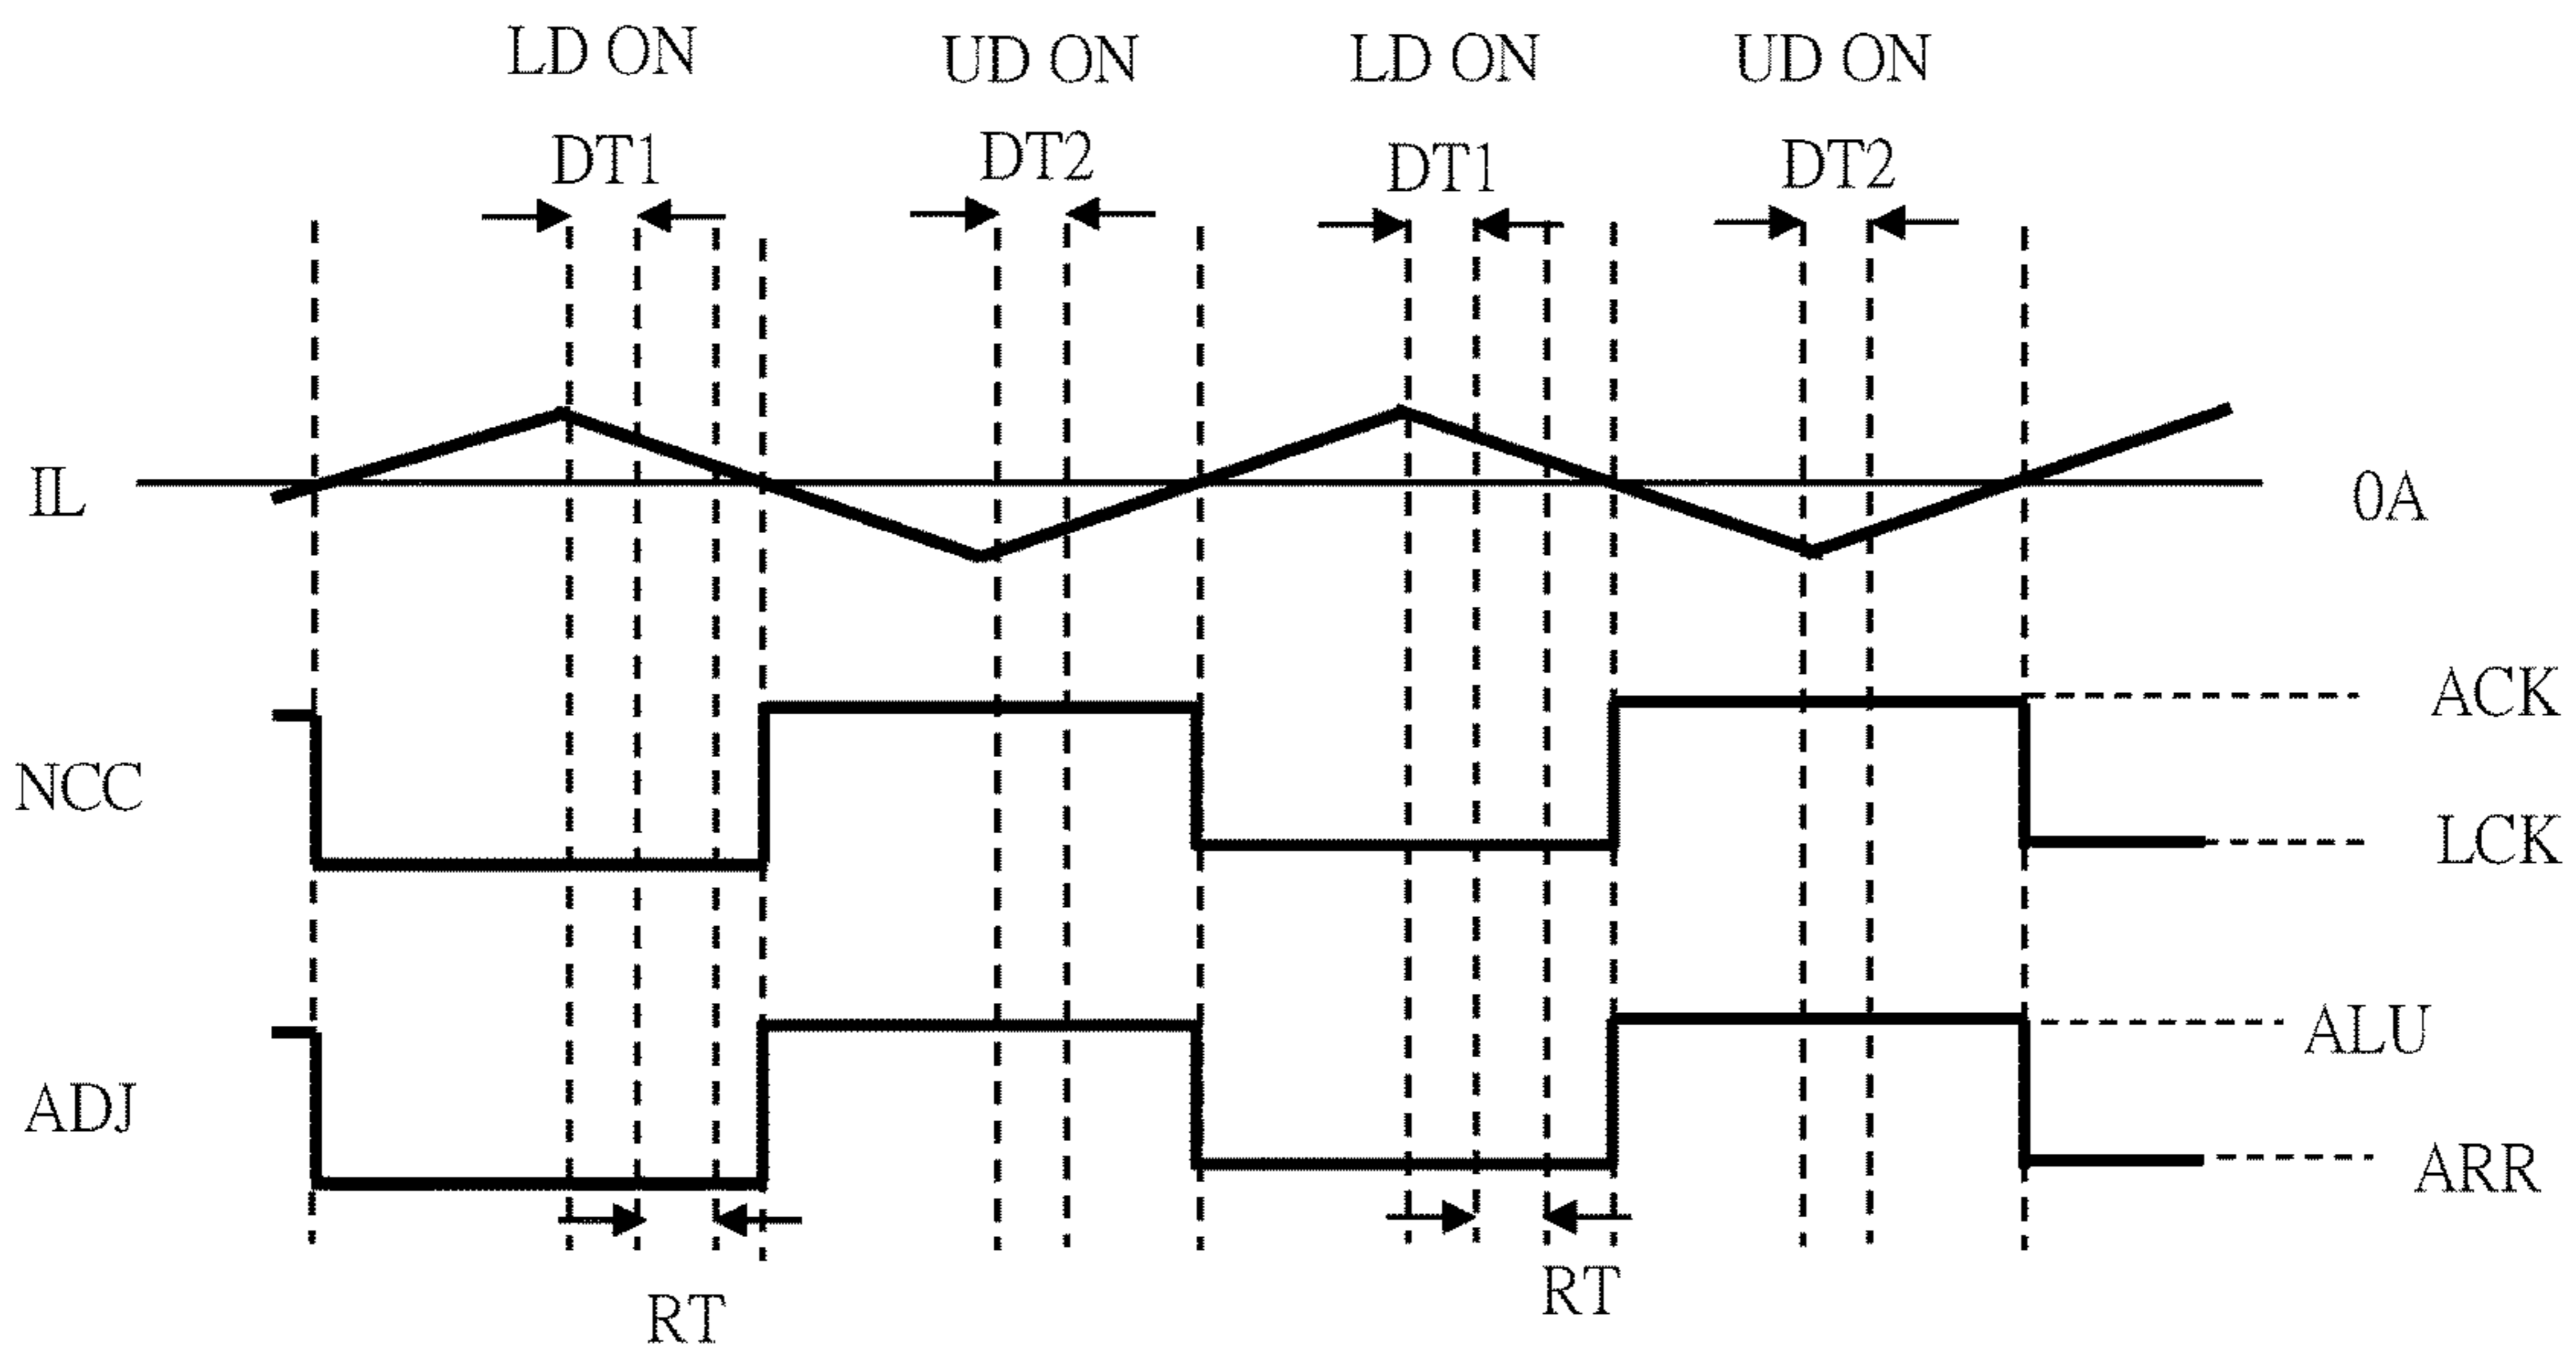 LD ON
UD ON
LD ON
UD ON
DT1
DT2
DT1
DT2
IL
0A
ACK
NCC
LCK
ALU
ADJ
ARR
RT
RT